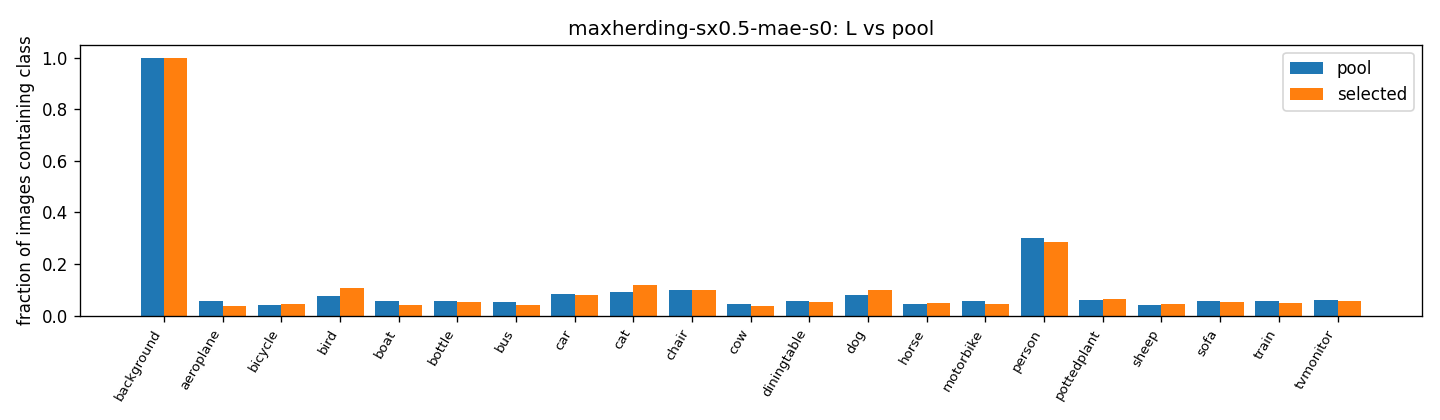 maxherding-sx0.5-mae-s0: L vs pool
fraction of images containing class
1.0
0.8
0.6
0.4
0.2
0.0
pool
selected
background
aeroplane
bicycle
bird
boat
bottle
bus
car
cat
chair
cow
diningtable
dog
horse
motorbike
person
pottedplant
sheep
sofa
train
tvmonitor